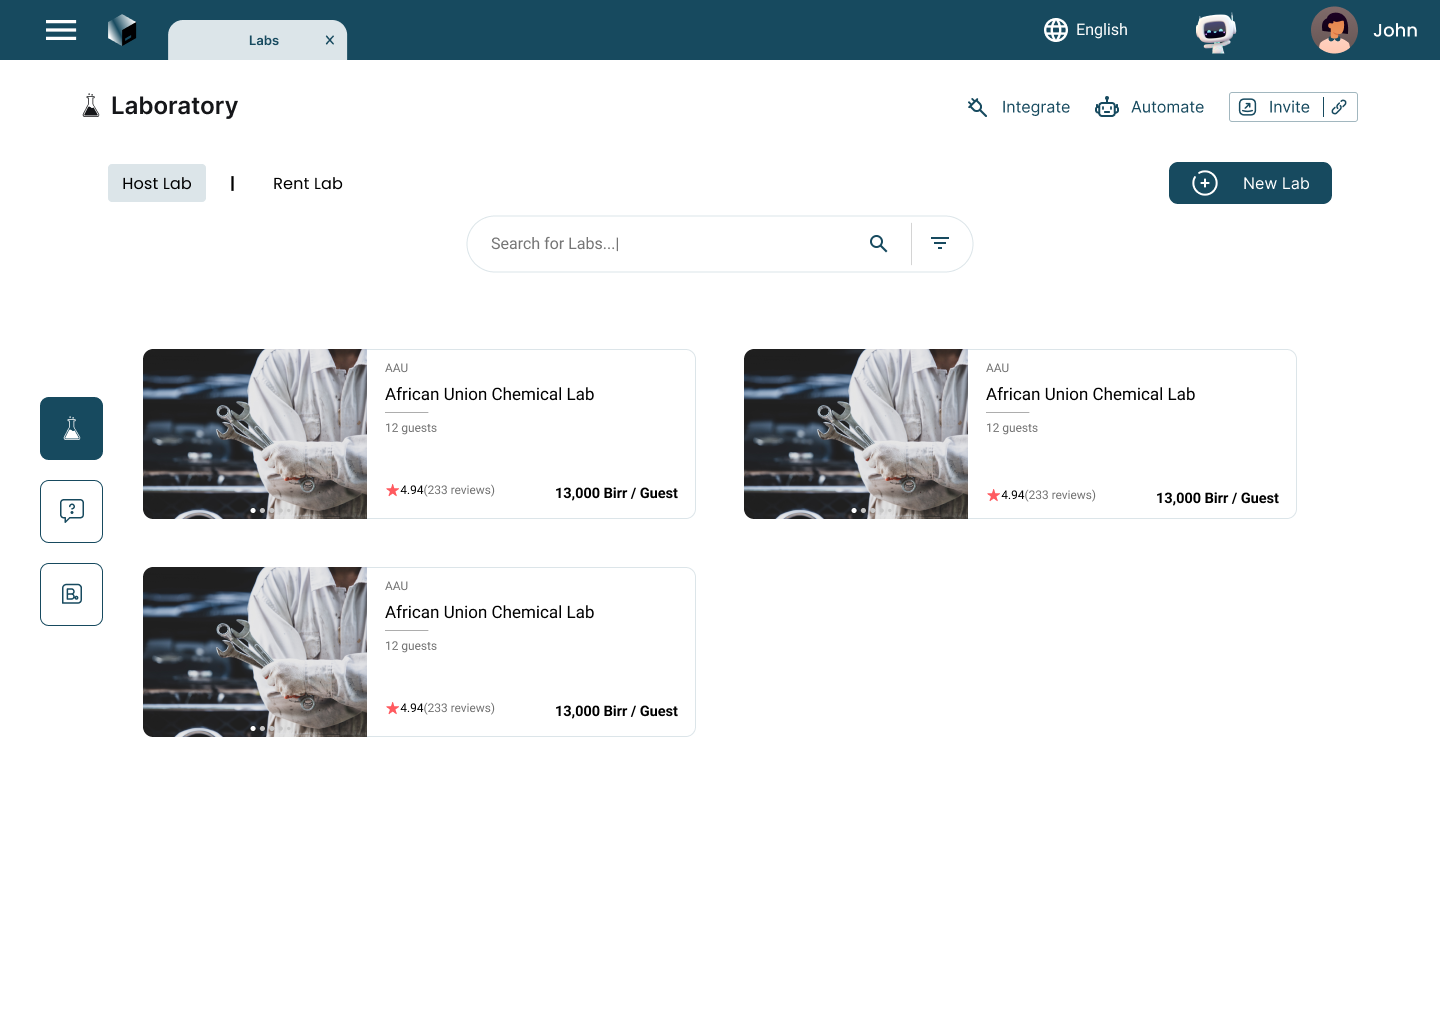 Labs X
English
John
Laboratory
Integrate
Automate
Invite
Host Lab | Rent Lab
New Lab
Search for Labs...|
AAU
African Union Chemical Lab
12 guests
4.94(233 reviews)
13,000 Birr / Guest
AAU
African Union Chemical Lab
12 guests
4.94(233 reviews)
13,000 Birr / Guest
?
B
AAU
African Union Chemical Lab
12 guests
4.94(233 reviews)
13,000 Birr / Guest